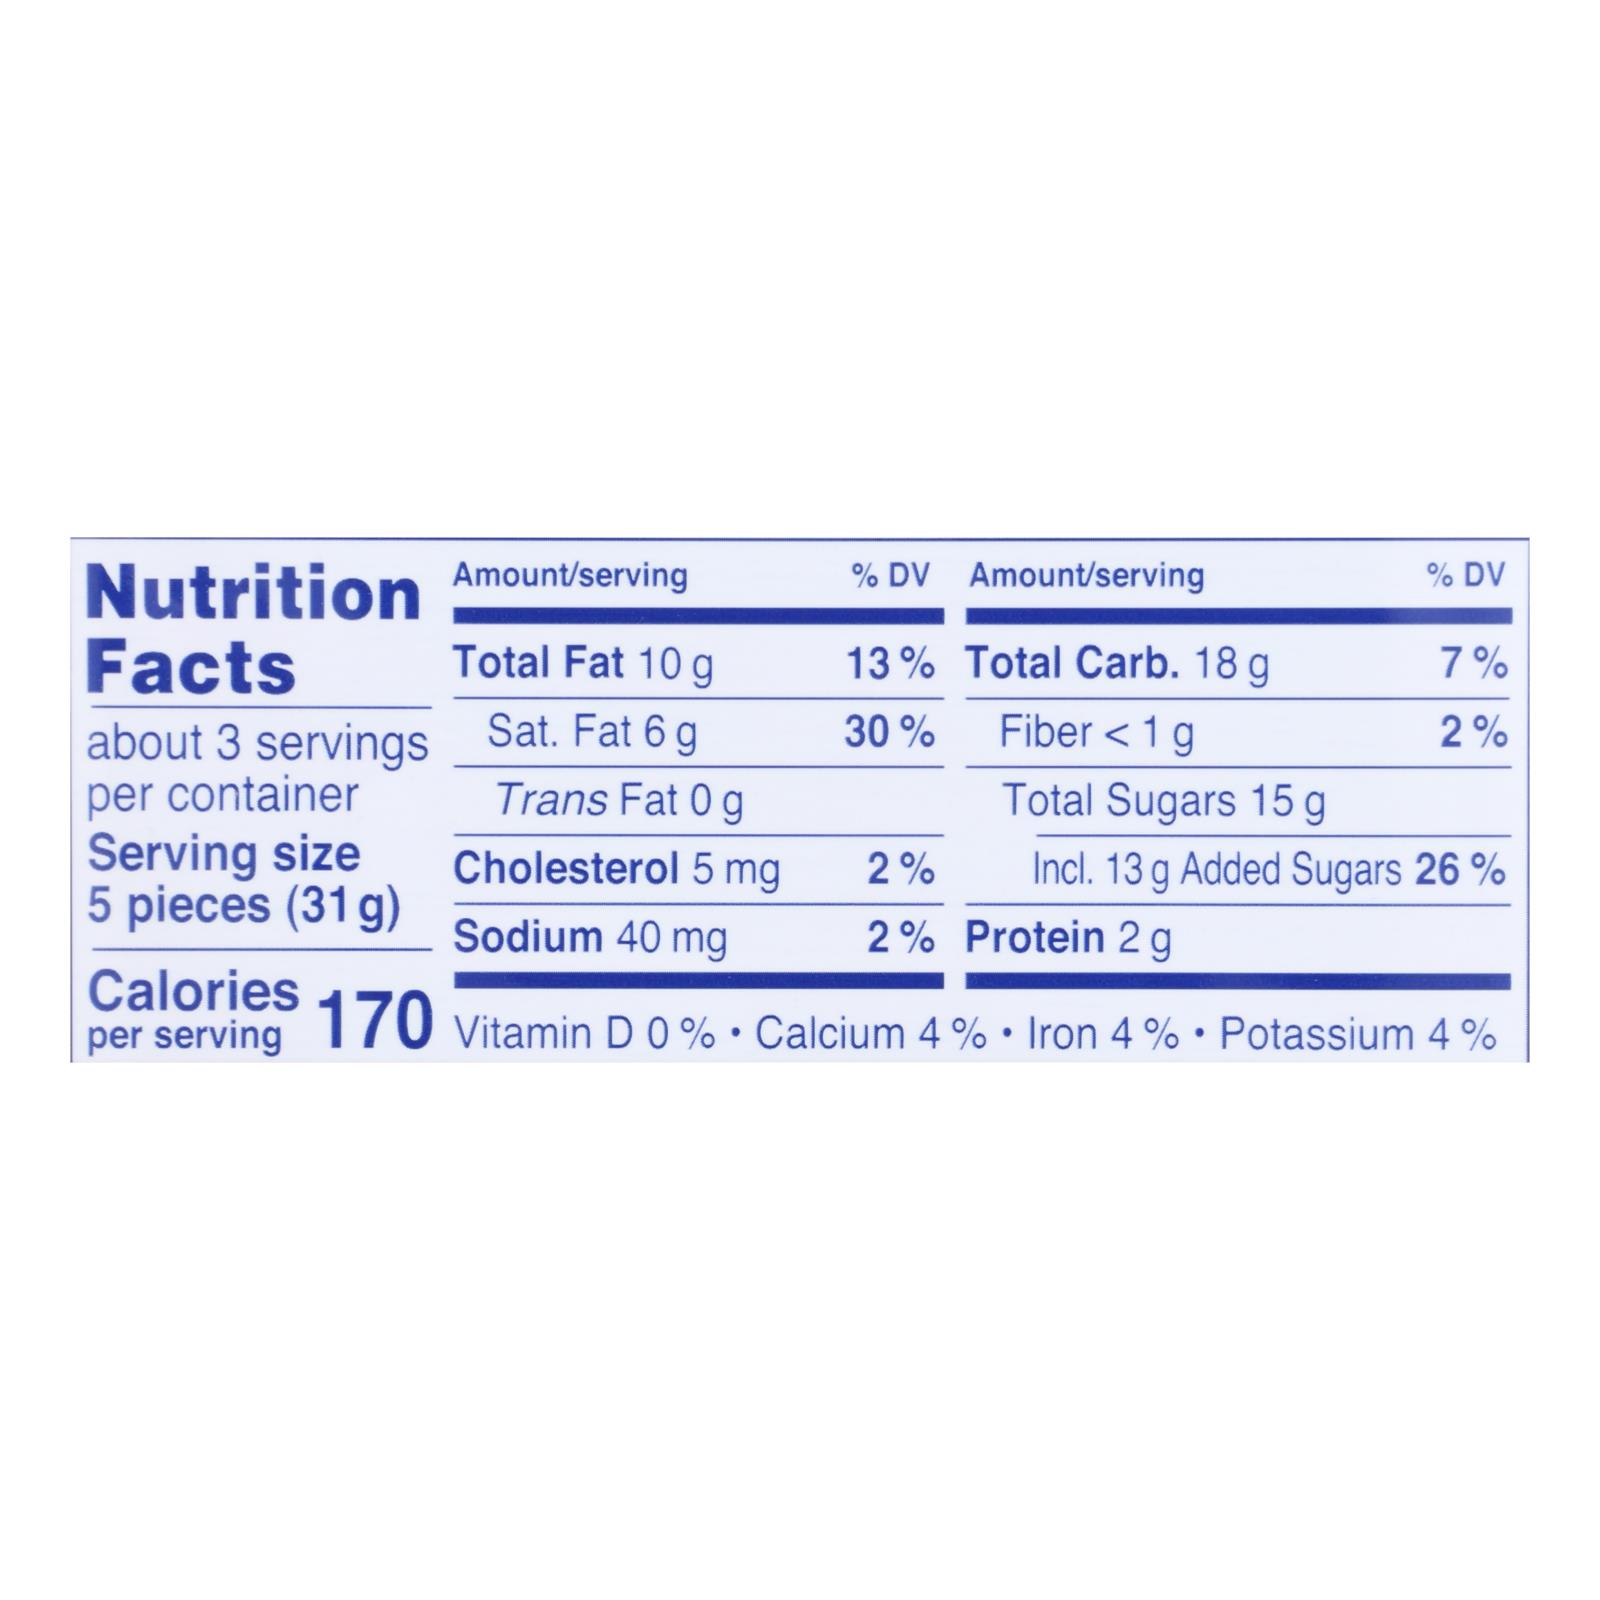 Nutrition
Facts
about 3 servings
per container
Serving size
5 pieces (31g)
Calories
per serving 170
Amount/serving % DV
Total Fat 10 g 13 %
Sat. Fat 6 g 30 %
Trans Fat 0 g
Cholesterol 5 mg 2 %
Sodium 40 mg 2 %
Amount/serving % DV
Total Carb. 18 g 7 %
Fiber < 1 g 2 %
Total Sugars 15 g
Incl. 13 g Added Sugars 26 %
Protein 2 g
Vitamin D 0 % • Calcium 4 % • Iron 4 % • Potassium 4 %